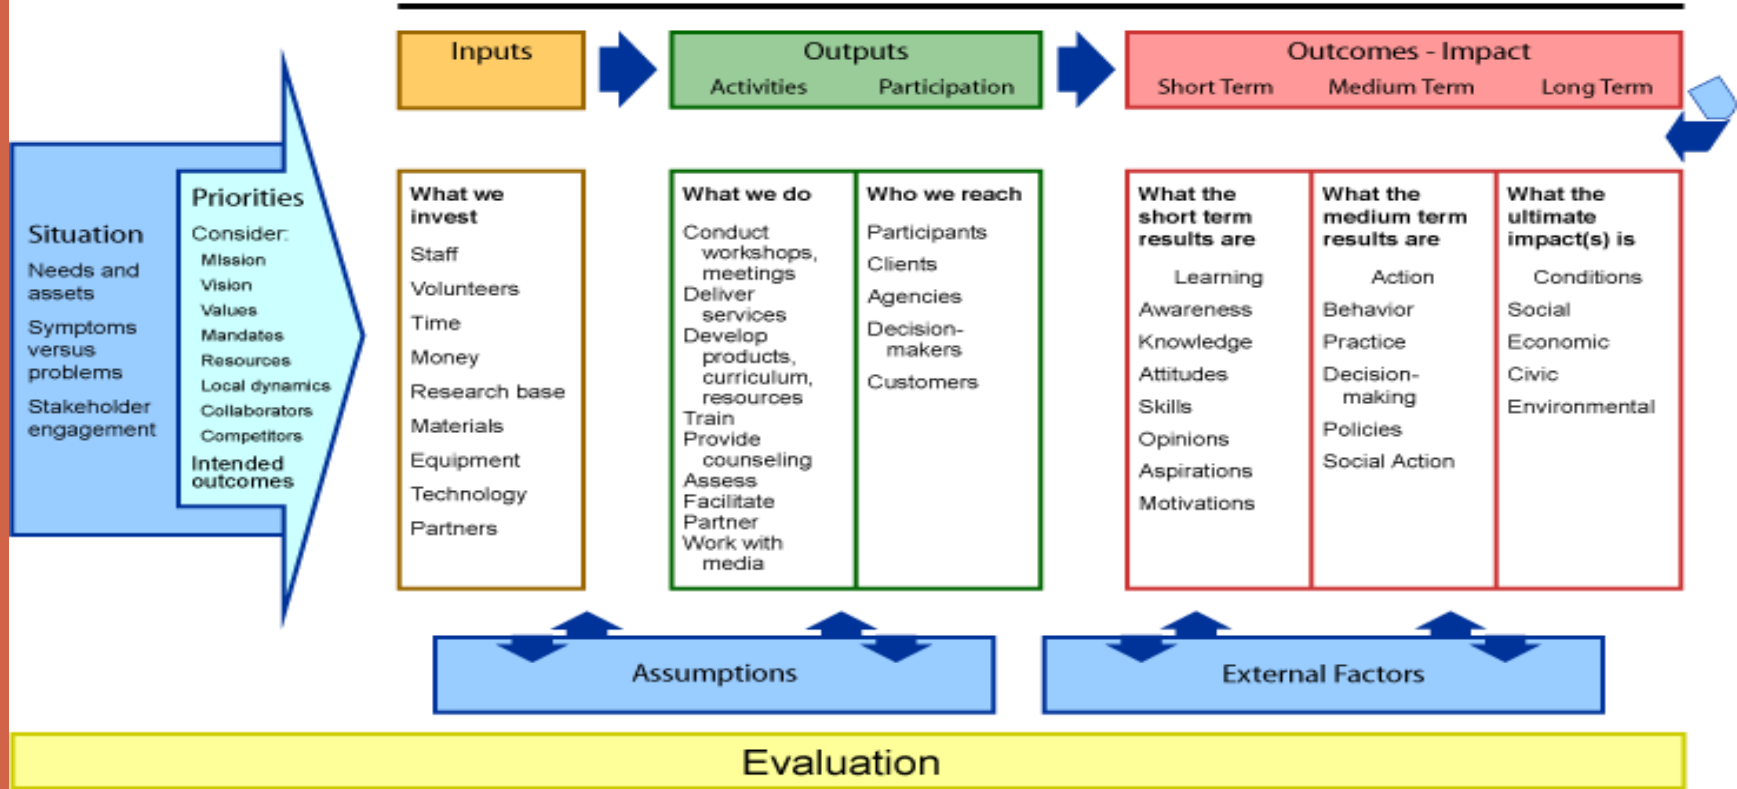 Inputs
Outputs
Activities Participation
Outcomes - Impact
Short Term Medium Term Long Term
Situation
Needs and
assets
Symptoms
versus
problems
Stakeholder
engagement
Priorities
Consider:
MIssion
Vision
Values
Mandates
Resources
Local dynamics
Collaborators
Competitors
Intended
outcomes
What we
invest
Staff
Volunteers
Time
Money
Research base
Materials
Equipment
Technology
Partners
What we do
Conduct
workshops,
meetings
Deliver
services
Develop
products,
curriculum,
resources
Train
Provide
counseling
Assess
Facilitate
Partner
Work with
media
Who we reach
Participants
Clients
Agencies
Decision-
makers
Customers
What the
short term
results are
Learning
Awareness
Knowledge
Attitudes
Skills
Opinions
Aspirations
Motivations
What the
medium term
results are
Action
Behavior
Practice
Decision-
making
Policies
Social Action
What the
ultimate
impact(s) is
Conditions
Social
Economic
Civic
Environmental
Assumptions
External Factors
Evaluation